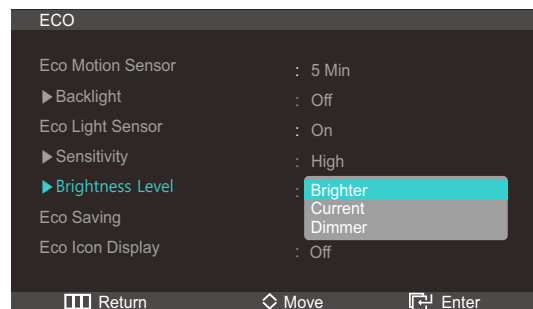 ECO
Eco Motion Sensor : 5 Min
▶Backlight : Off
Eco Light Sensor : On
▶Sensitivity : High
▶Brightness Level : Brighter
Current
Dimmer
Eco Saving
Eco Icon Display : Off
Return Move Enter